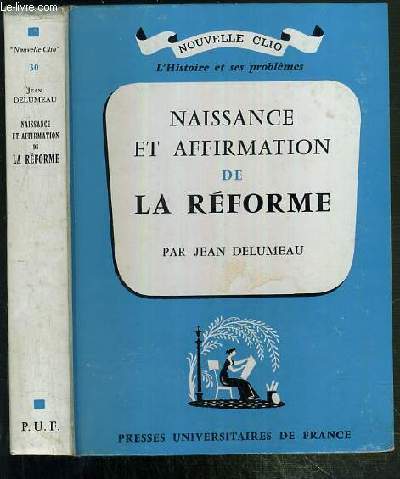 www.le-livre.com
"Nouvelle Clio"
30
JEAN
DELUMEAU
NAISSANCE
ET AFFIRMATION
DE
LA RÉFORME
P. U. F.
NOUVELLE CLIO
L'Histoire et ses problèmes
NAISSANCE
ET AFFIRMATION
DE
LA RÉFORME
PAR JEAN DELUMEAU
PRESSES UNIVERSITAIRES DE FRANCE